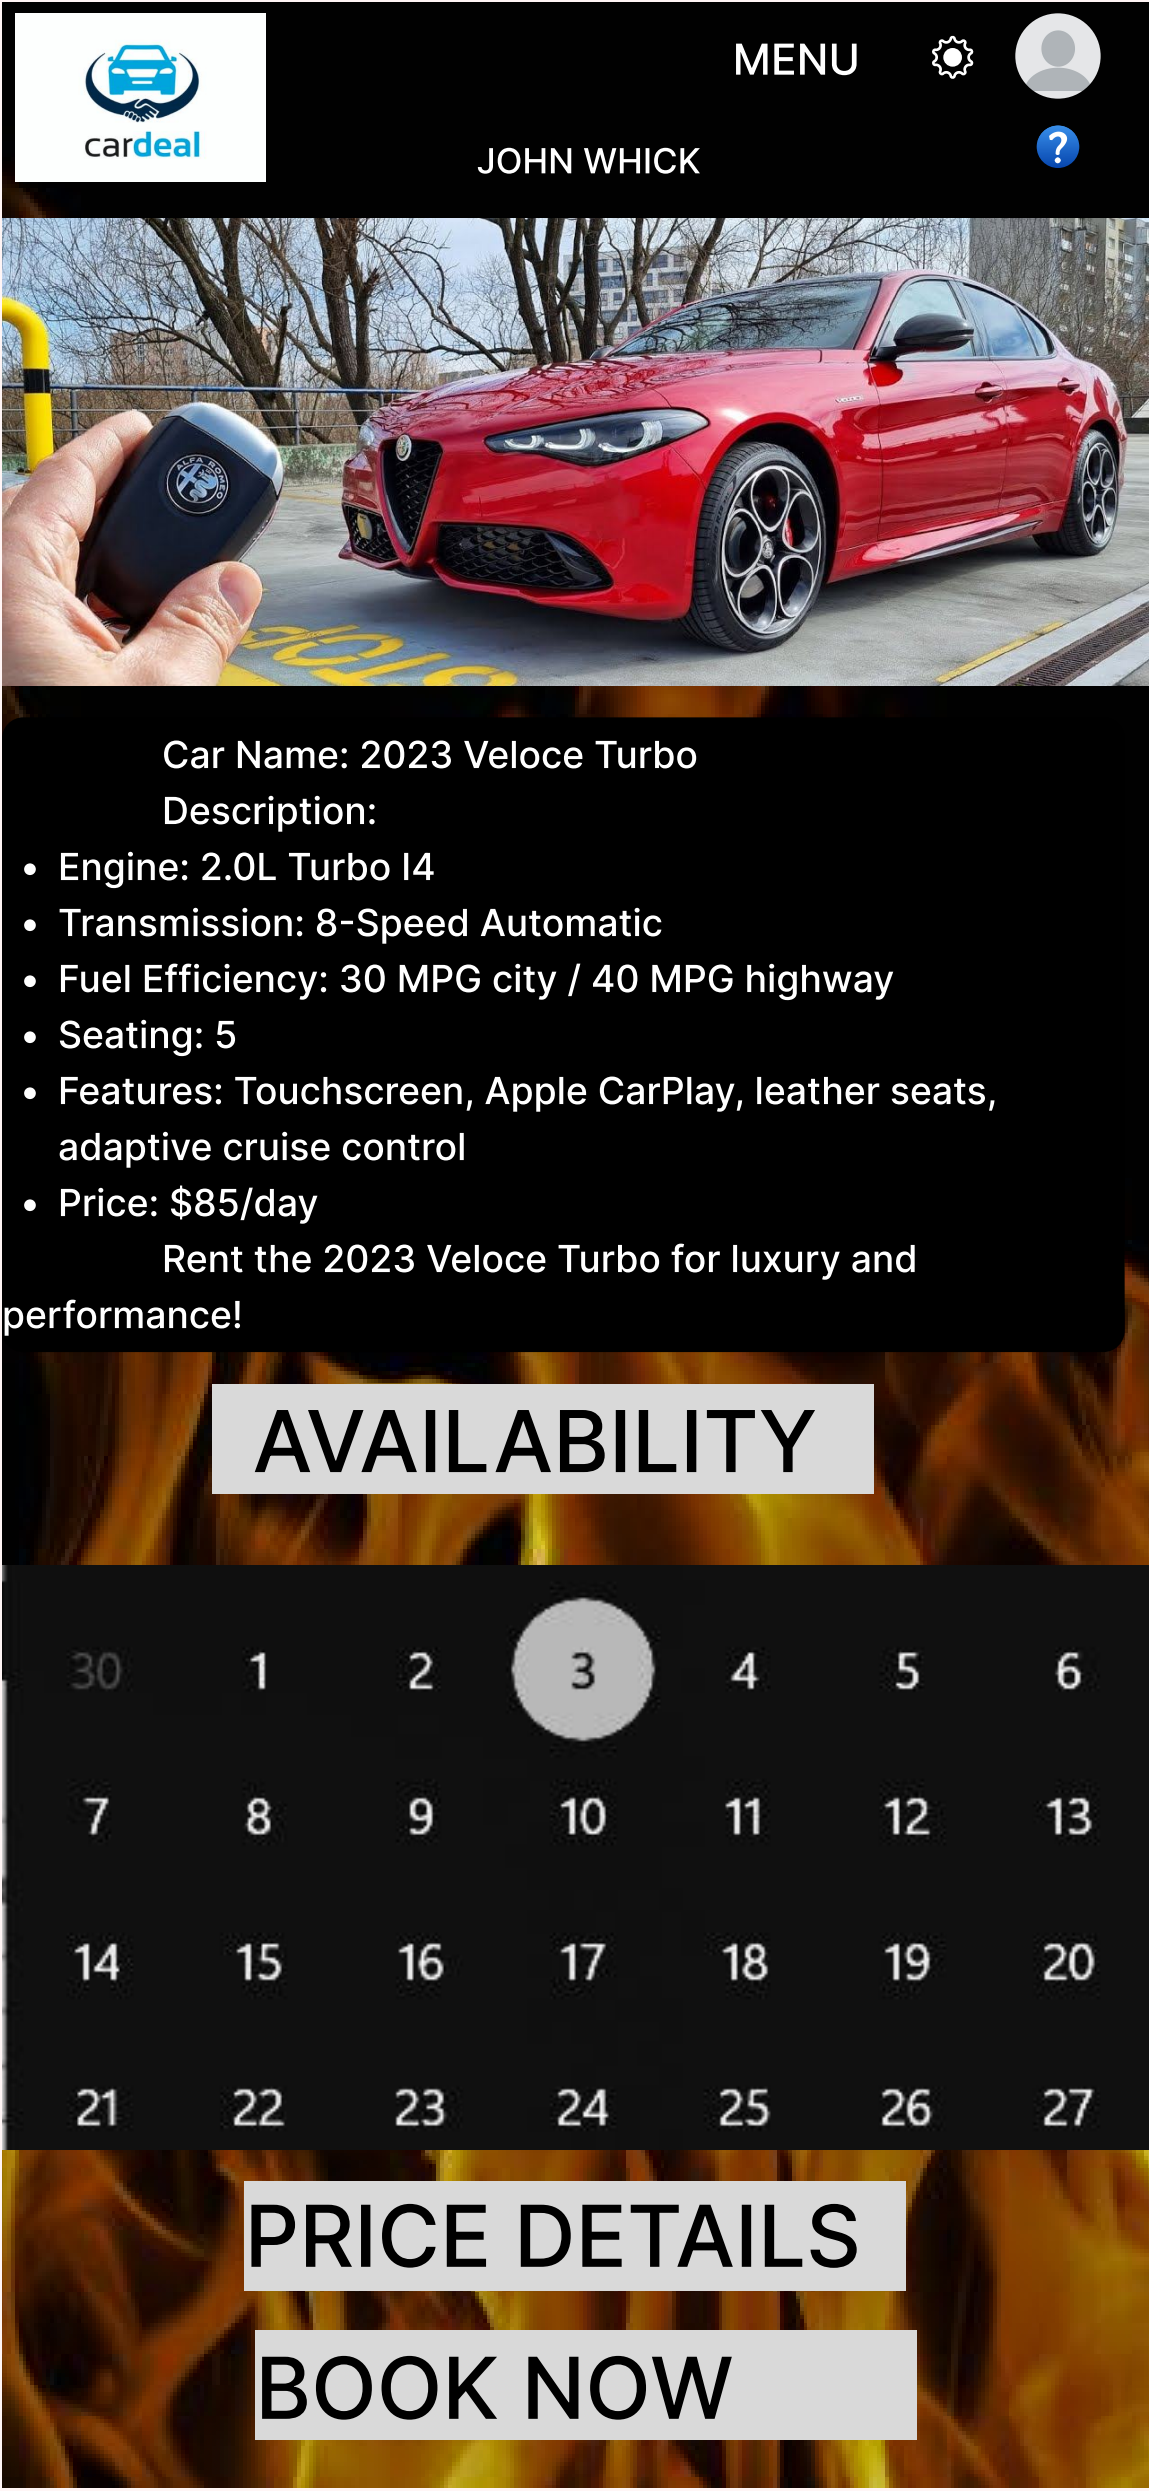 cardeal
MENU
?
JOHN WHICK
ALFA ROMEO
STOP
Car Name: 2023 Veloce Turbo
Description:
• Engine: 2.0L Turbo I4
• Transmission: 8-Speed Automatic
• Fuel Efficiency: 30 MPG city / 40 MPG highway
• Seating: 5
• Features: Touchscreen, Apple CarPlay, leather seats,
adaptive cruise control
• Price: $85/day
Rent the 2023 Veloce Turbo for luxury and
performance!
AVAILABILITY
30 1 2 3 4 5 6
7 8 9 10 11 12 13
14 15 16 17 18 19 20
21 22 23 24 25 26 27
PRICE DETAILS
BOOK NOW